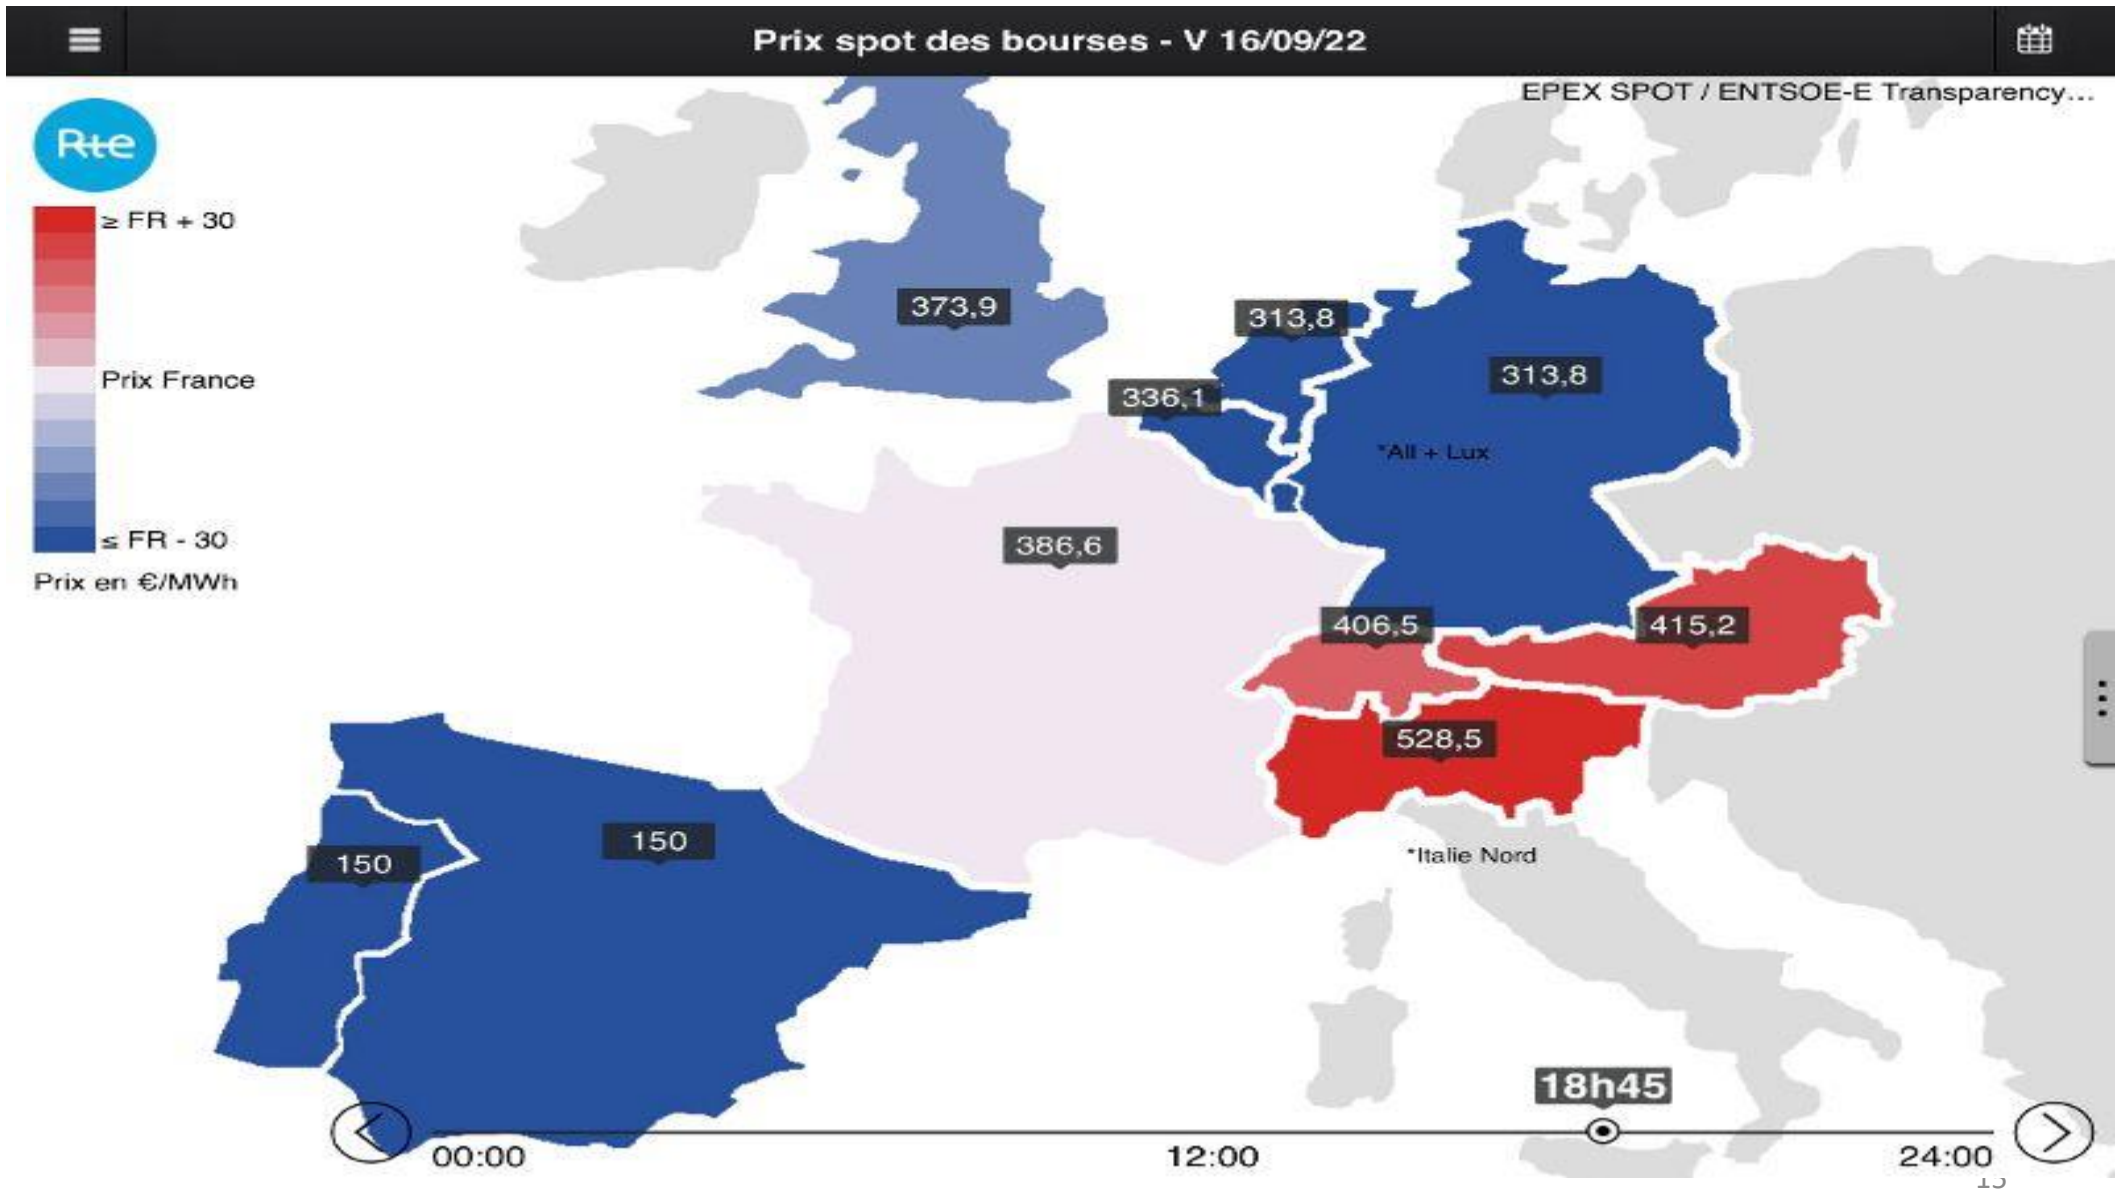 Prix spot des bourses - V 16/09/22
EPEX SPOT / ENTSOE-E Transparency...
Rte
≥ FR + 30
Prix France
≤ FR - 30
Prix en €/MWh
373,9
313,8
313,8
336,1
*All + Lux
386,6
406,5
415,2
528,5
*Italie Nord
150
150
18h45
00:00
12:00
24:00